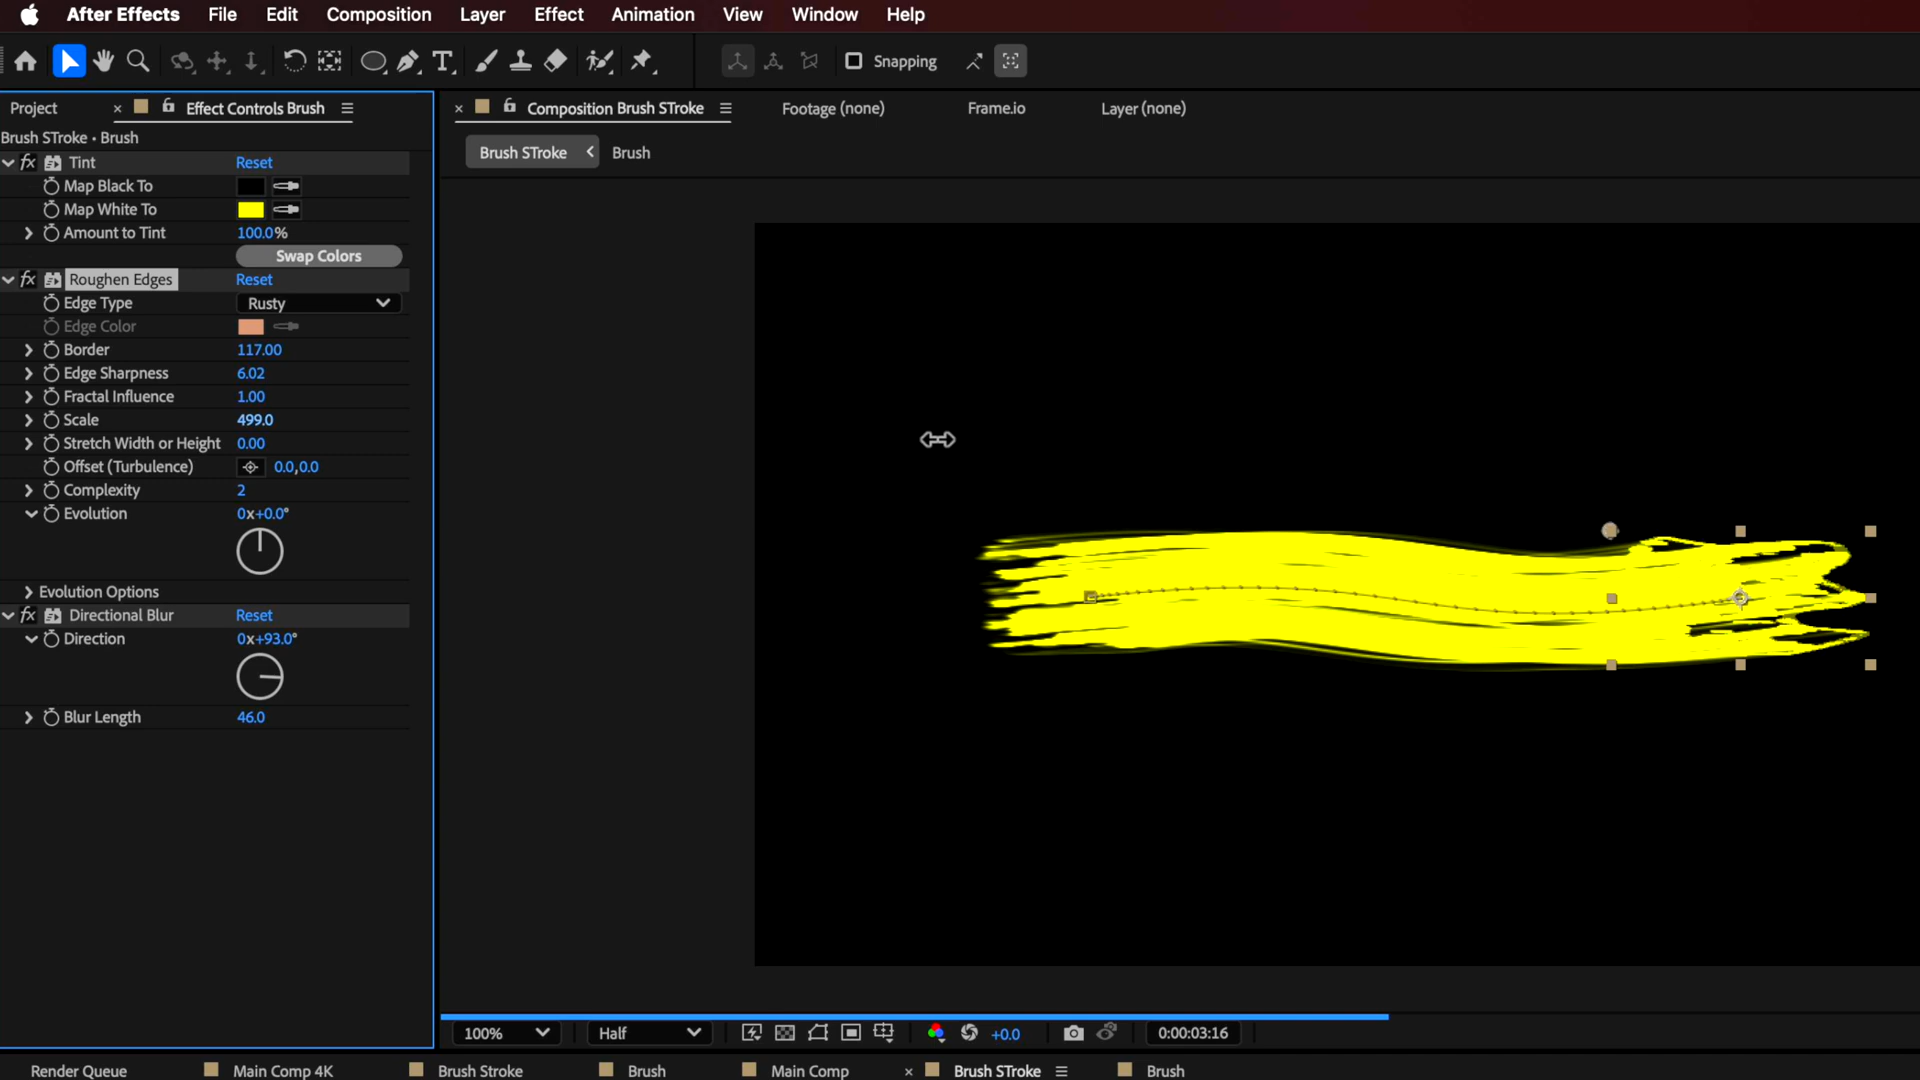 After Effects File Edit Composition Layer Effect Animation View Window Help
Snapping
Project × Effect Controls Brush
× Composition Brush STroke Footage (none) Frame.io Layer (none)
Brush STroke • Brush
Brush STroke Brush
fx Tint Reset
Map Black To
Map White To
Amount to Tint 100.0%
Swap Colors
fx Roughen Edges Reset
Edge Type Rusty
Edge Color
Border 117.00
Edge Sharpness 6.02
Fractal Influence 1.00
Scale 499.0
Stretch Width or Height 0.00
Offset (Turbulence) 0.0,0.0
Complexity 2
Evolution 0x+0.0°
Evolution Options
fx Directional Blur Reset
Direction 0x+93.0°
Blur Length 46.0
100% Half +0.0 0:00:03:16
Render Queue Main Comp 4K Brush Stroke Brush Main Comp × Brush STroke Brush